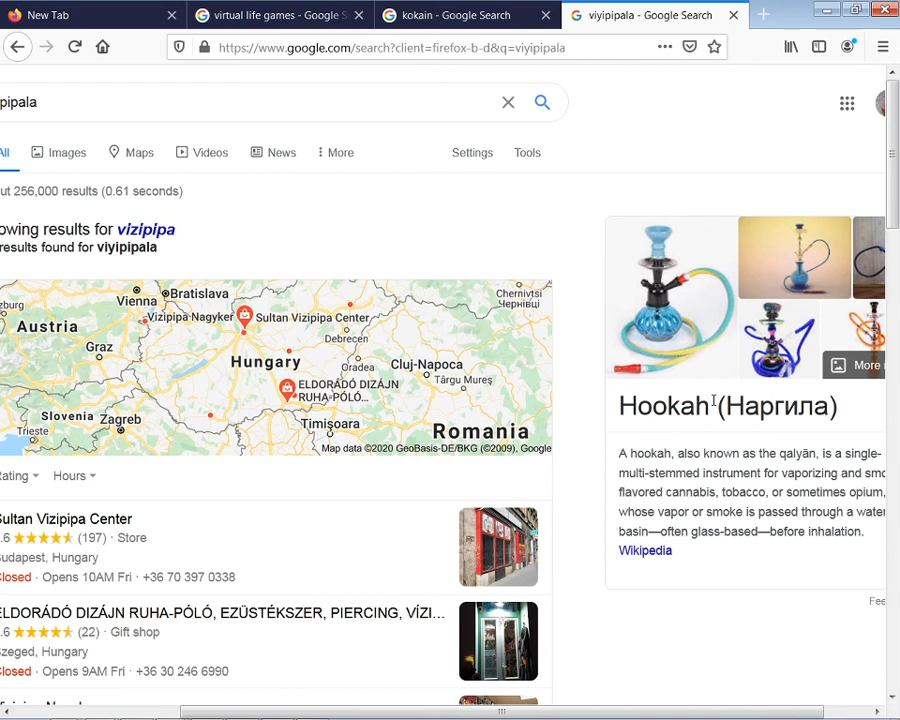 New Tab
virtual life games - Google S
kokain - Google Search
viyipipala - Google Search
https://www.google.com/search?client=firefox-b-d&q=viyipipala
pipala
All
Images
Maps
Videos
News
More
Settings
Tools
ut 256,000 results (0.61 seconds)
owing results for vizipipa
results found for viyipipala
zburg
Vienna
Bratislava
Chernivtsi
Чернівці
Austria
Vizipipa Nagyker
Sultan Vizipipa Center
Debrecen
Graz
Hungary
Oradea
Cluj-Napoca
ELDORÁDÓ DIZÁJN
RUHA-PÓLÓ...
Târgu Mureș
Slovenia
Zagreb
Timișoara
Trieste
Romania
Croatia
Map data ©2020 GeoBasis-DE/BKG (©2009), Google
Rating
Hours
Sultan Vizipipa Center
.6 (197) · Store
Budapest, Hungary
Closed · Opens 10AM Fri · +36 70 397 0338
ELDORÁDÓ DIZÁJN RUHA-PÓLÓ, EZÜSTÉKSZER, PIERCING, VÍZI...
.6 (22) · Gift shop
Szeged, Hungary
Closed · Opens 9AM Fri · +36 30 246 6990
More
Hookah (Наргила)
A hookah, also known as the qalyān, is a single-
multi-stemmed instrument for vaporizing and smo
flavored cannabis, tobacco, or sometimes opium,
whose vapor or smoke is passed through a water
basin—often glass-based—before inhalation.
Wikipedia
Fee